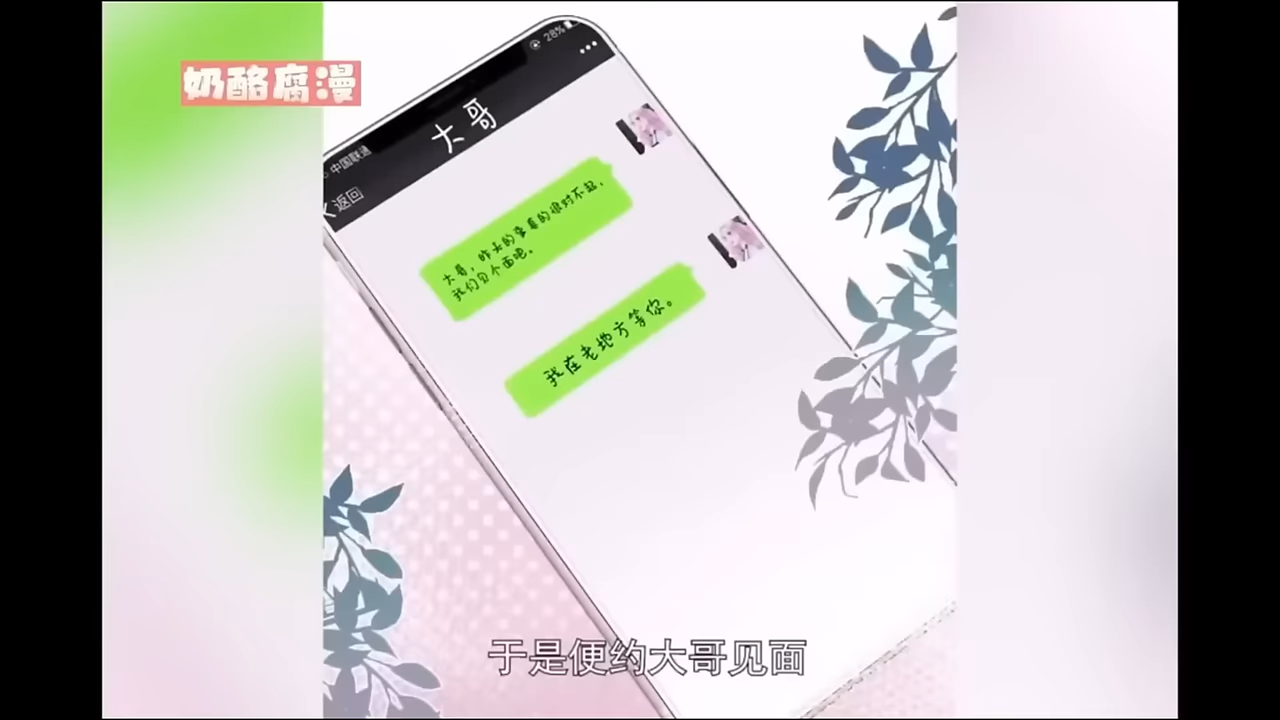 奶酪腐漫
28%
中国联通
大哥
返回
大哥，昨天的事真的很对不起，
我们见个面吧。
我在老地方等你。
于是便约大哥见面